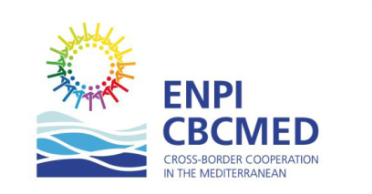 ENPI
CBCMED
CROSS-BORDER COOPERATION
IN THE MEDITERRANEAN